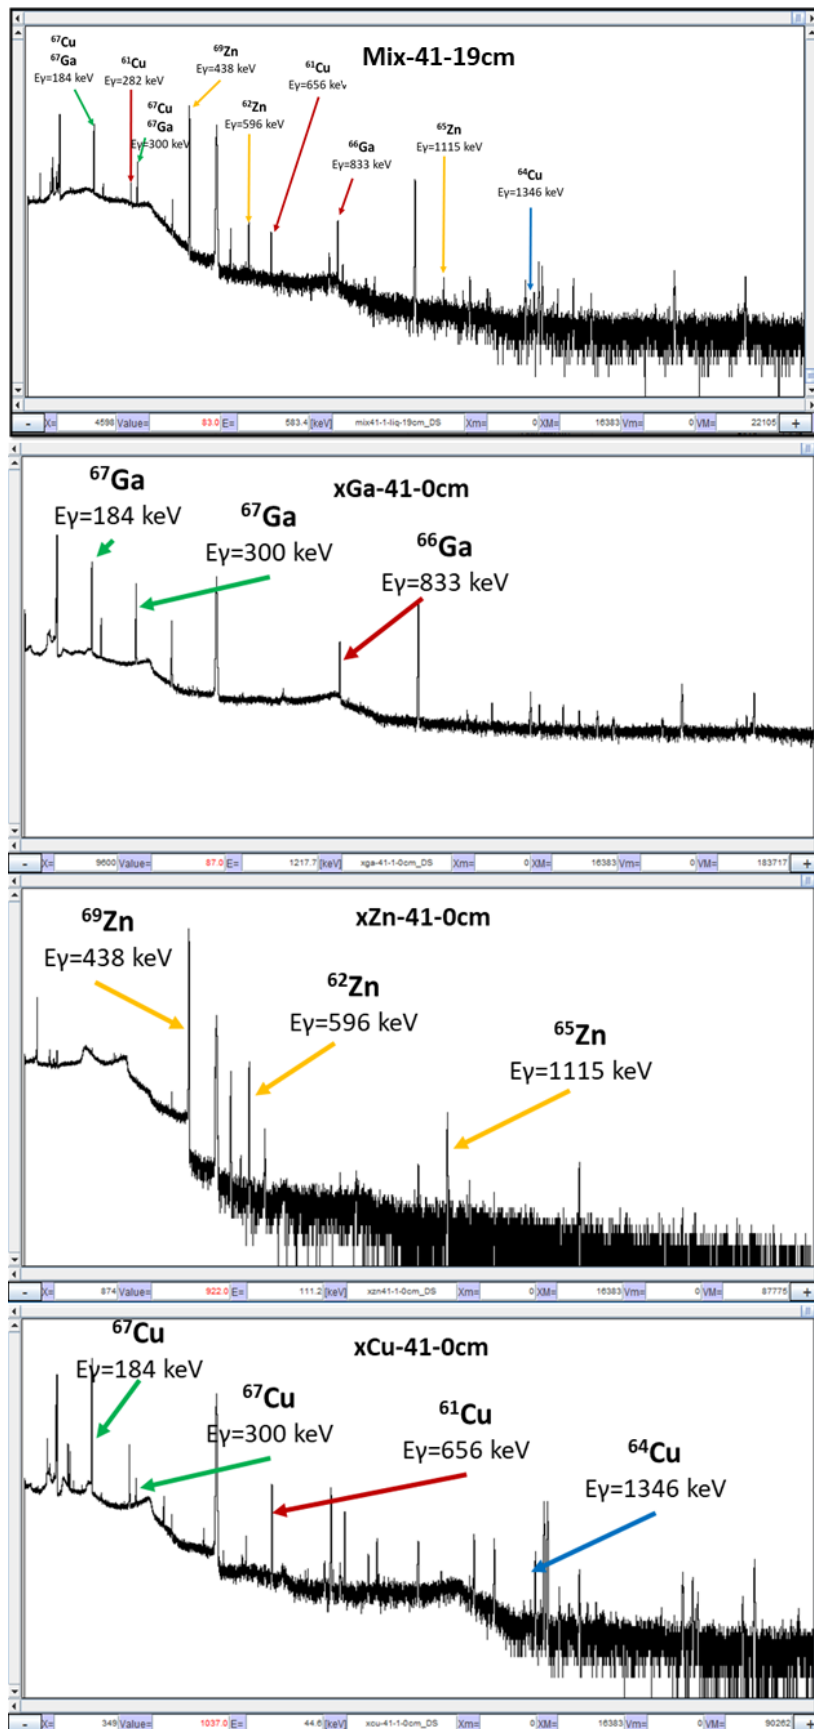 Mix-41-19cm
⁶⁷Cu
⁶⁷Ga
Eγ=184 keV
⁶¹Cu
Eγ=282 keV
⁶⁷Cu
⁶⁷Ga
Eγ=300 keV
⁶⁹Zn
Eγ=438 keV
⁶²Zn
Eγ=596 keV
⁶¹Cu
Eγ=656 keV
⁶⁶Ga
Eγ=833 keV
⁶⁵Zn
Eγ=1115 keV
⁶⁴Cu
Eγ=1346 keV
- X= 4598 Value= 83.0 E= 583.4 [keV] mix41-1-liq-19cm_DS Xm= 0 XM= 16383 Vm= 0 VM= 22105 +
xGa-41-0cm
⁶⁷Ga
Eγ=184 keV
⁶⁷Ga
Eγ=300 keV
⁶⁶Ga
Eγ=833 keV
- X= 9600 Value= 87.0 E= 1217.7 [keV] xga-41-1-0cm_DS Xm= 0 XM= 16383 Vm= 0 VM= 183717 +
xZn-41-0cm
⁶⁹Zn
Eγ=438 keV
⁶²Zn
Eγ=596 keV
⁶⁵Zn
Eγ=1115 keV
- X= 874 Value= 922.0 E= 111.2 [keV] xzn41-1-0cm_DS Xm= 0 XM= 16383 Vm= 0 VM= 87775 +
xCu-41-0cm
⁶⁷Cu
Eγ=184 keV
⁶⁷Cu
Eγ=300 keV
⁶¹Cu
Eγ=656 keV
⁶⁴Cu
Eγ=1346 keV
- X= 349 Value= 1037.0 E= 44.6 [keV] xcu-41-1-0cm_DS Xm= 0 XM= 16383 Vm= 0 VM= 90262 +